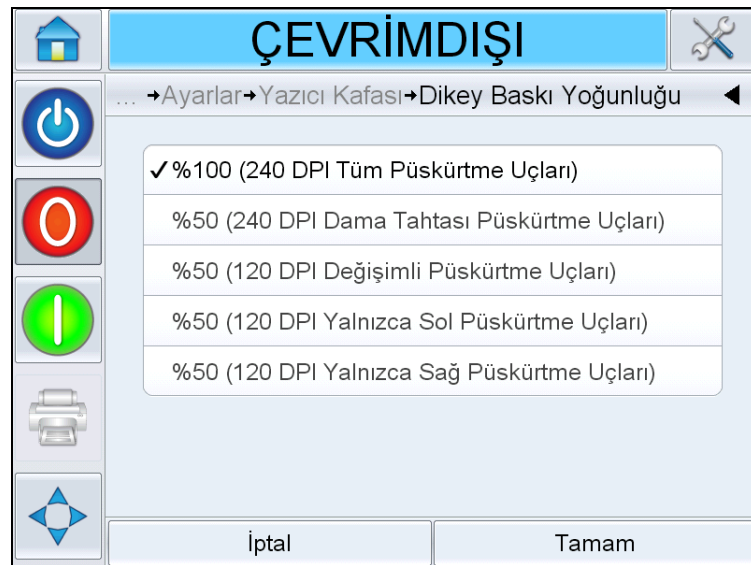 ÇEVRİMDIŞI
... →Ayarlar→Yazıcı Kafası→Dikey Baskı Yoğunluğu
✓%100 (240 DPI Tüm Püskürtme Uçları)
%50 (240 DPI Dama Tahtası Püskürtme Uçları)
%50 (120 DPI Değişimli Püskürtme Uçları)
%50 (120 DPI Yalnızca Sol Püskürtme Uçları)
%50 (120 DPI Yalnızca Sağ Püskürtme Uçları)
İptal
Tamam